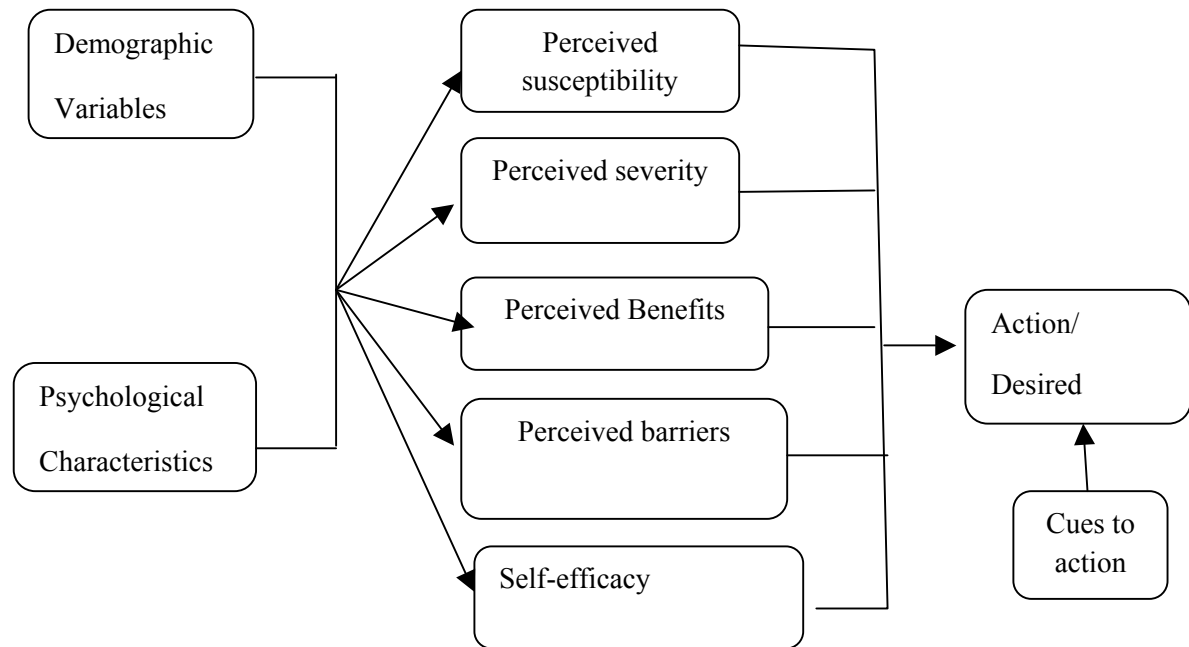 Demographic
Variables
Psychological
Characteristics
Perceived
susceptibility
Perceived severity
Perceived Benefits
Perceived barriers
Self-efficacy
Action/
Desired
Cues to
action